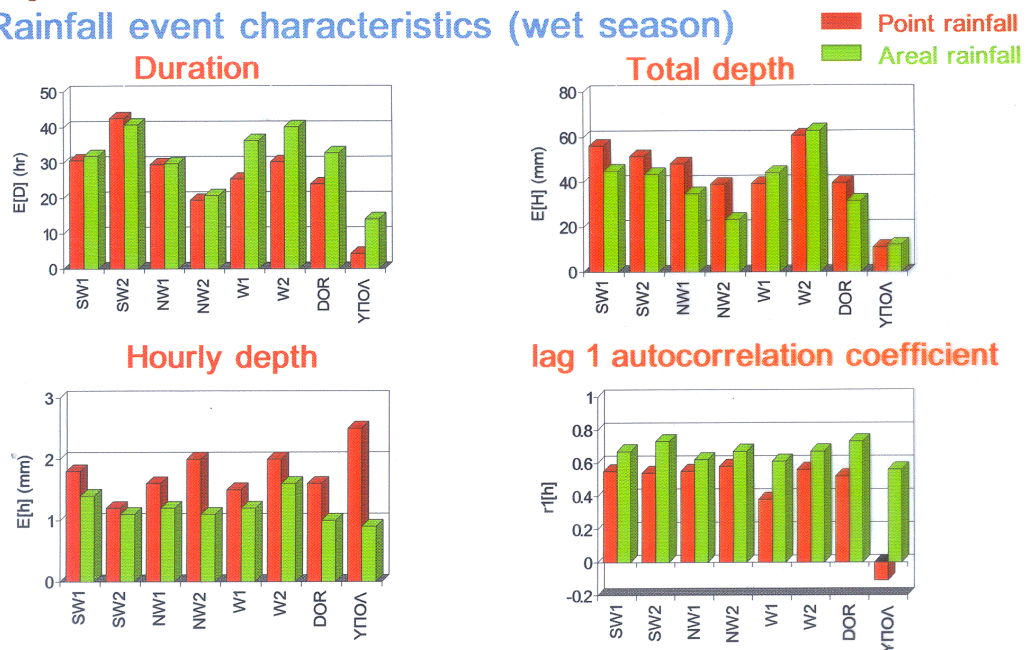 Rainfall event characteristics (wet season)
Point rainfall
Areal rainfall
Duration
E[D] (hr)
50
40
30
20
10
0
SW1 SW2 NW1 NW2 W1 W2 DOR ΥΠΟΛ
Total depth
E[H] (mm)
80
60
40
20
0
SW1 SW2 NW1 NW2 W1 W2 DOR ΥΠΟΛ
Hourly depth
E[h] (mm)
3
2
1
0
SW1 SW2 NW1 NW2 W1 W2 DOR ΥΠΟΛ
lag 1 autocorrelation coefficient
r1[h]
1
0.8
0.6
0.4
0.2
0
-0.2
SW1 SW2 NW1 NW2 W1 W2 DOR ΥΠΟΛ